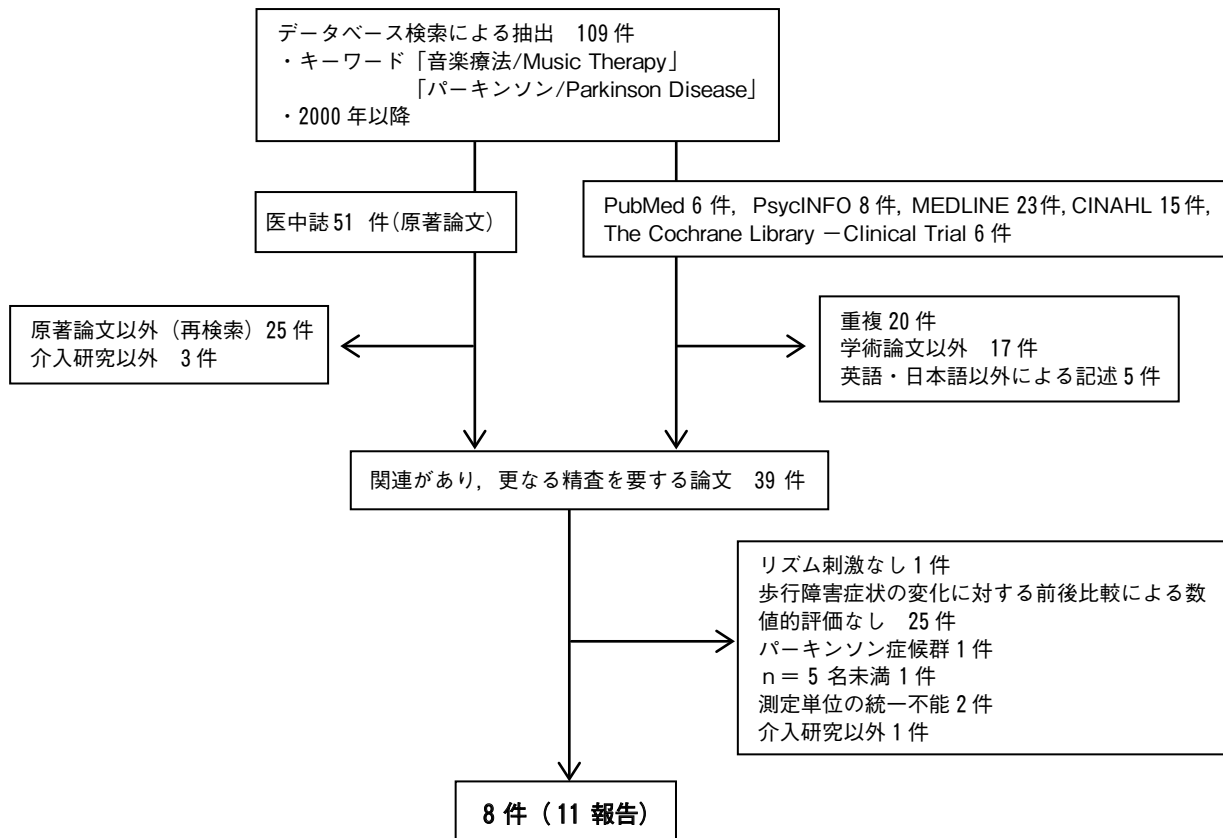 データベース検索による抽出　109 件
・キーワード「音楽療法/Music Therapy」
「パーキンソン/Parkinson Disease」
・2000 年以降
医中誌 51　件(原著論文)
PubMed 6 件, PsycINFO 8 件, MEDLINE 23 件, CINAHL 15 件,
The Cochrane Library －Clinical Trial 6 件
原著論文以外（再検索）25 件
介入研究以外　3 件
重複 20 件
学術論文以外　17 件
英語・日本語以外による記述 5 件
関連があり，更なる精査を要する論文　39 件
リズム刺激なし 1 件
歩行障害症状の変化に対する前後比較による数
値的評価なし　25 件
パーキンソン症候群 1 件
ｎ＝ 5 名未満 1 件
測定単位の統一不能 2 件
介入研究以外 1 件
8 件（ 11 報告）